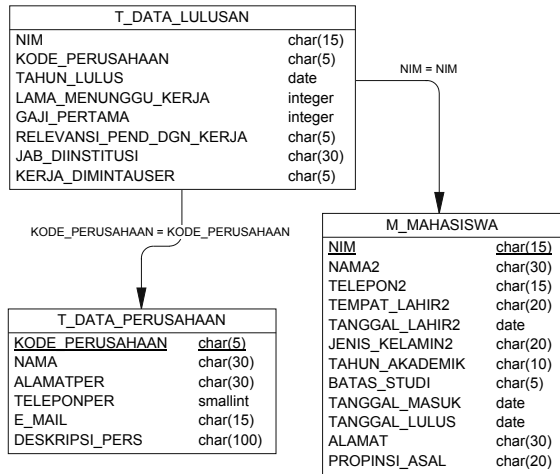 T_DATA_LULUSAN
NIM char(15)
KODE_PERUSAHAAN char(5)
TAHUN_LULUS date
LAMA_MENUNGGU_KERJA integer
GAJI_PERTAMA integer
RELEVANSI_PEND_DGN_KERJA char(5)
JAB_DIINSTITUSI char(30)
KERJA_DIMINTAUSER char(5)
NIM = NIM
KODE_PERUSAHAAN = KODE_PERUSAHAAN
T_DATA_PERUSAHAAN
KODE_PERUSAHAAN char(5)
NAMA char(30)
ALAMATPER char(30)
TELEPONPER smallint
E_MAIL char(15)
DESKRIPSI_PERS char(100)
M_MAHASISWA
NIM char(15)
NAMA2 char(30)
TELEPON2 char(15)
TEMPAT_LAHIR2 char(20)
TANGGAL_LAHIR2 date
JENIS_KELAMIN2 char(20)
TAHUN_AKADEMIK char(10)
BATAS_STUDI char(5)
TANGGAL_MASUK date
TANGGAL_LULUS date
ALAMAT char(30)
PROPINSI_ASAL char(20)